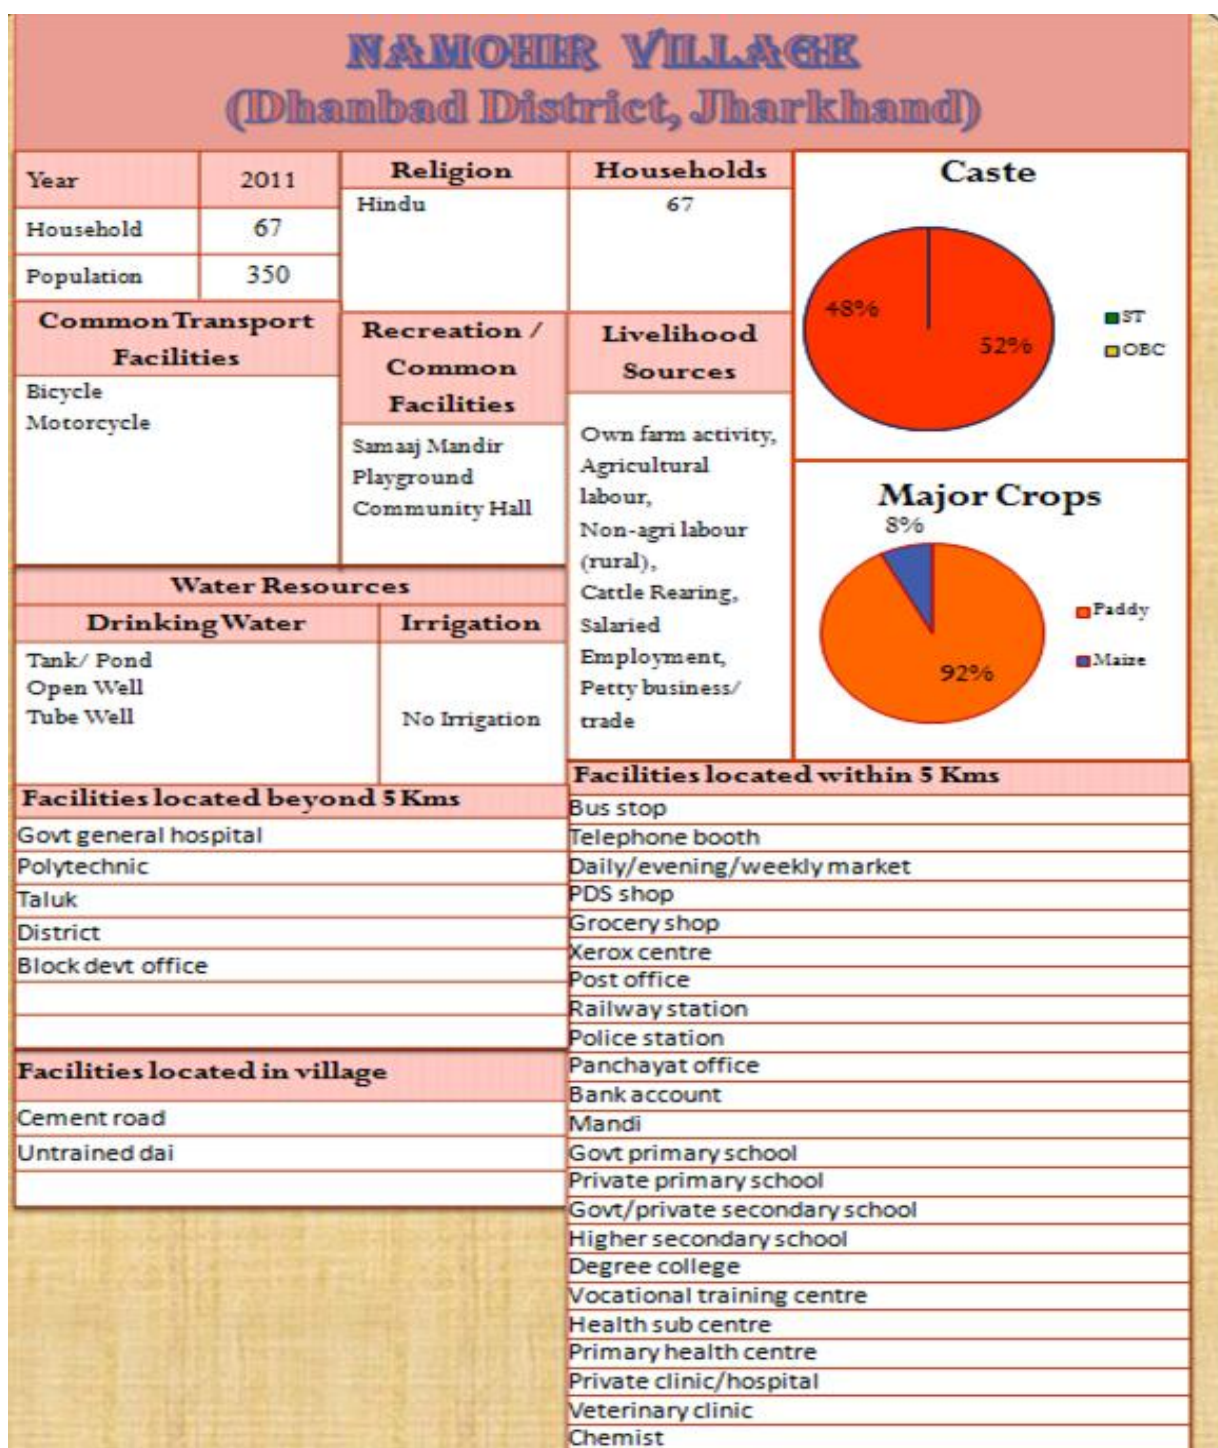 NAMOHIR VILLAGE
(Dhanbad District, Jharkhand)
Year 2011
Household 67
Population 350
Religion
Hindu
Households
67
Caste
48%
52%
ST
OBC
Common Transport
Facilities
Bicycle
Motorcycle
Recreation /
Common
Facilities
Samaaj Mandir
Playground
Community Hall
Livelihood
Sources
Own farm activity,
Agricultural
labour,
Non-agri labour
(rural),
Cattle Rearing,
Salaried
Employment,
Petty business/
trade
Major Crops
8%
92%
Paddy
Maize
Water Resources
Drinking Water
Irrigation
Tank/ Pond
Open Well
Tube Well
No Irrigation
Facilities located beyond 5 Kms
Govt general hospital
Polytechnic
Taluk
District
Block devt office
Facilities located in village
Cement road
Untrained dai
Facilities located within 5 Kms
Bus stop
Telephone booth
Daily/evening/weekly market
PDS shop
Grocery shop
Xerox centre
Post office
Railway station
Police station
Panchayat office
Bank account
Mandi
Govt primary school
Private primary school
Govt/private secondary school
Higher secondary school
Degree college
Vocational training centre
Health sub centre
Primary health centre
Private clinic/hospital
Veterinary clinic
Chemist